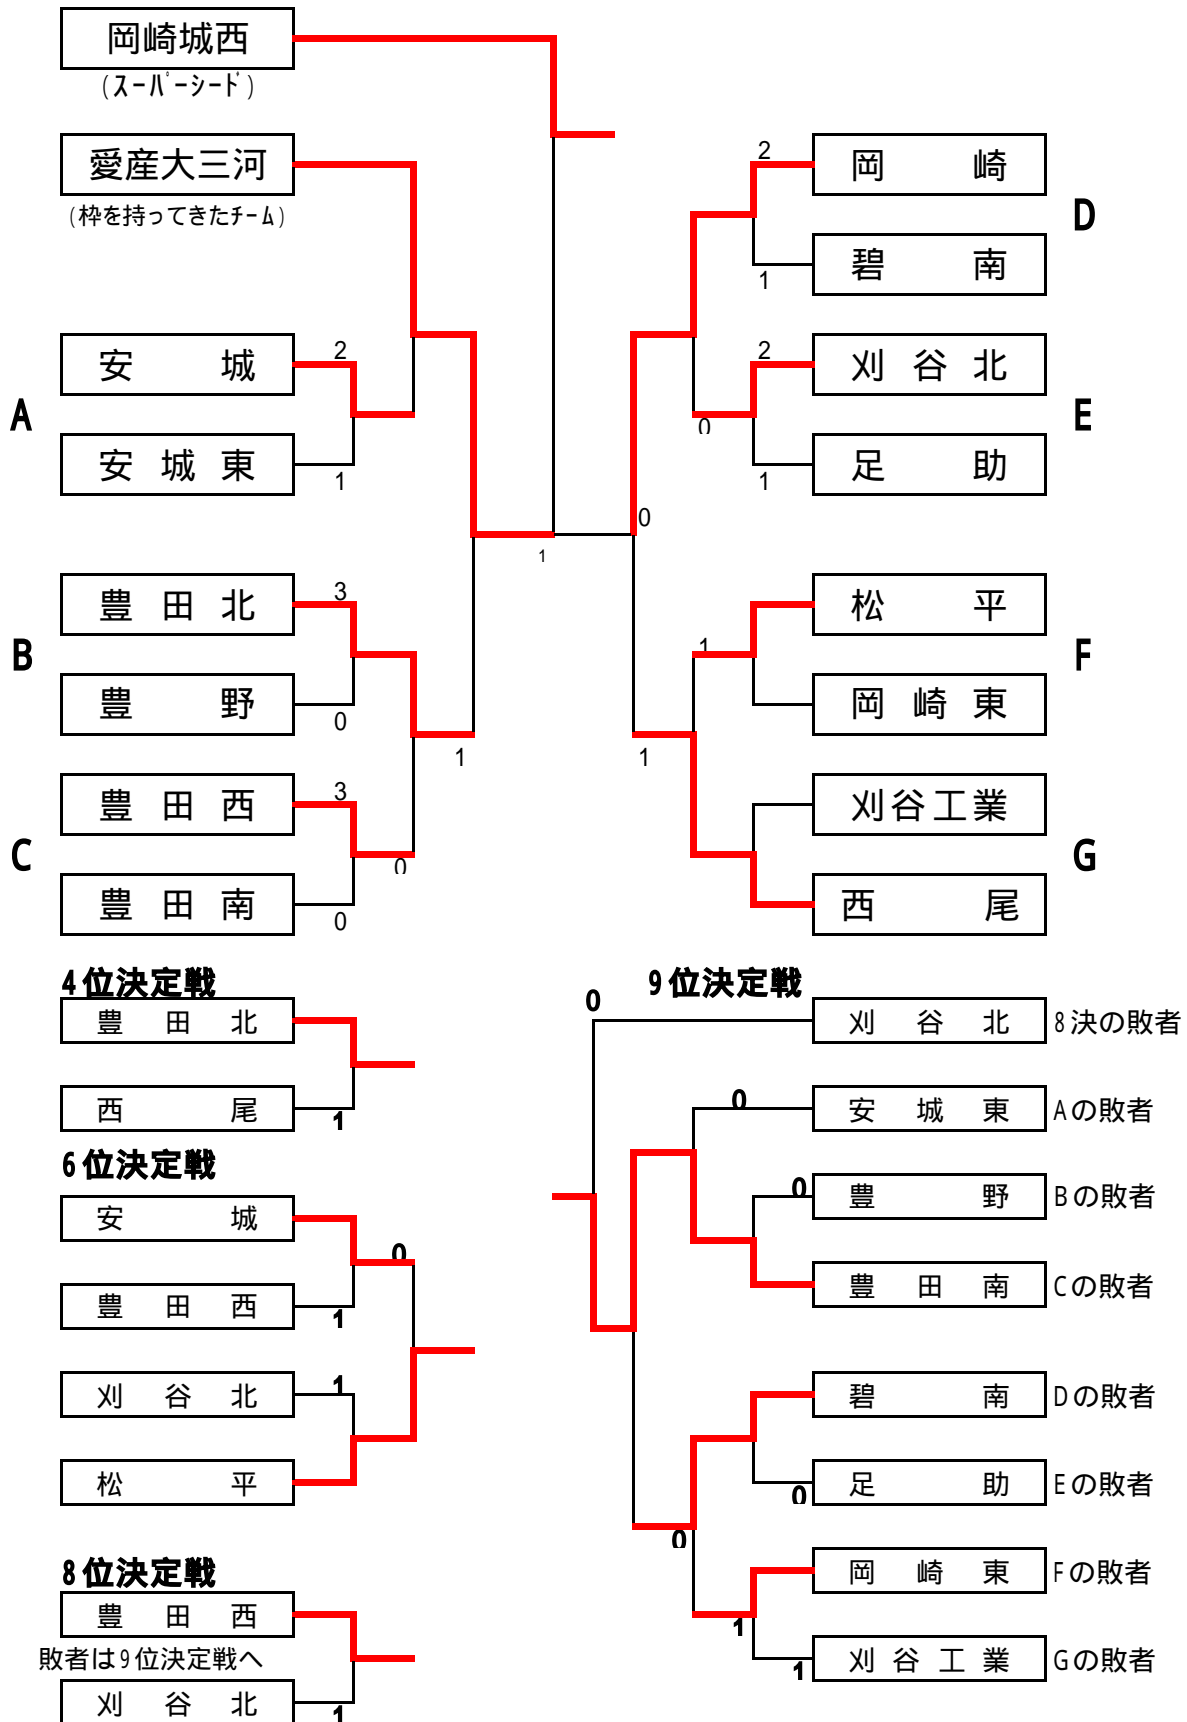 岡崎城西
(スーパーシード)
愛産大三河
(枠を持ってきたチーム)
A
安城
2
安城東
1
B
豊田北
3
豊野
0
C
豊田西
3
豊田南
0
0
1
1
2
岡崎
D
碧南
1
2
刈谷北
E
足助
1
0
0
松平
F
岡崎東
1
1
刈谷工業
G
西尾
4位決定戦
豊田北
西尾
1
6位決定戦
安城
豊田西
1
0
刈谷北
1
松平
8位決定戦
豊田西
敗者は9位決定戦へ
刈谷北
1
9位決定戦
0
刈谷北 8決の敗者
0
安城東 Aの敗者
0
豊野 Bの敗者
豊田南 Cの敗者
碧南 Dの敗者
0
足助 Eの敗者
0
岡崎東 Fの敗者
1
1
刈谷工業 Gの敗者